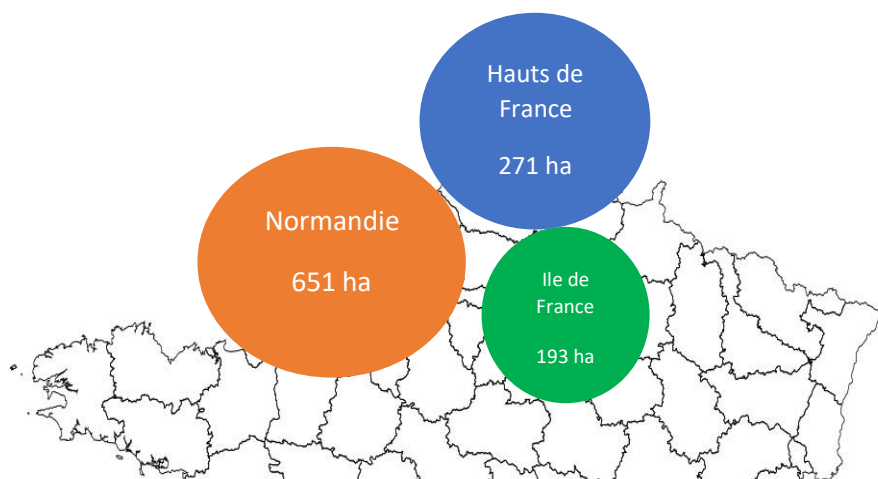 Hauts de
France
271 ha
Normandie
651 ha
Ile de
France
193 ha